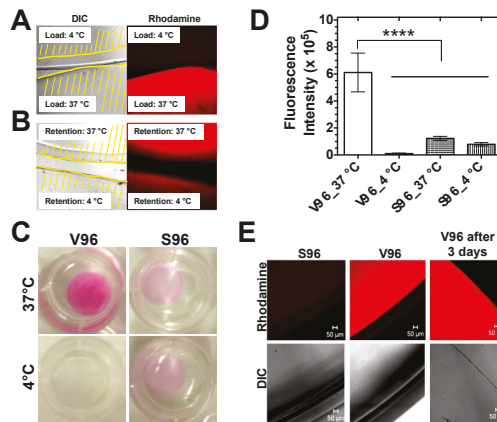 A
DIC
Rhodamine
Load: 4 °C
Load: 4 °C
Load: 37 °C
Load: 37 °C
B
Retention: 37 °C
Retention: 37 °C
Retention: 4 °C
Retention: 4 °C
C
V96
S96
37°C
4°C
D
Fluorescence
Intensity (x 10⁵)
8
6
4
2
0
****
V96_37 °C
V96_4 °C
S96_37 °C
S96_4 °C
E
S96
V96
V96 after
3 days
Rhodamine
50 µm
50 µm
50
DIC
50 µm
50 µm
50